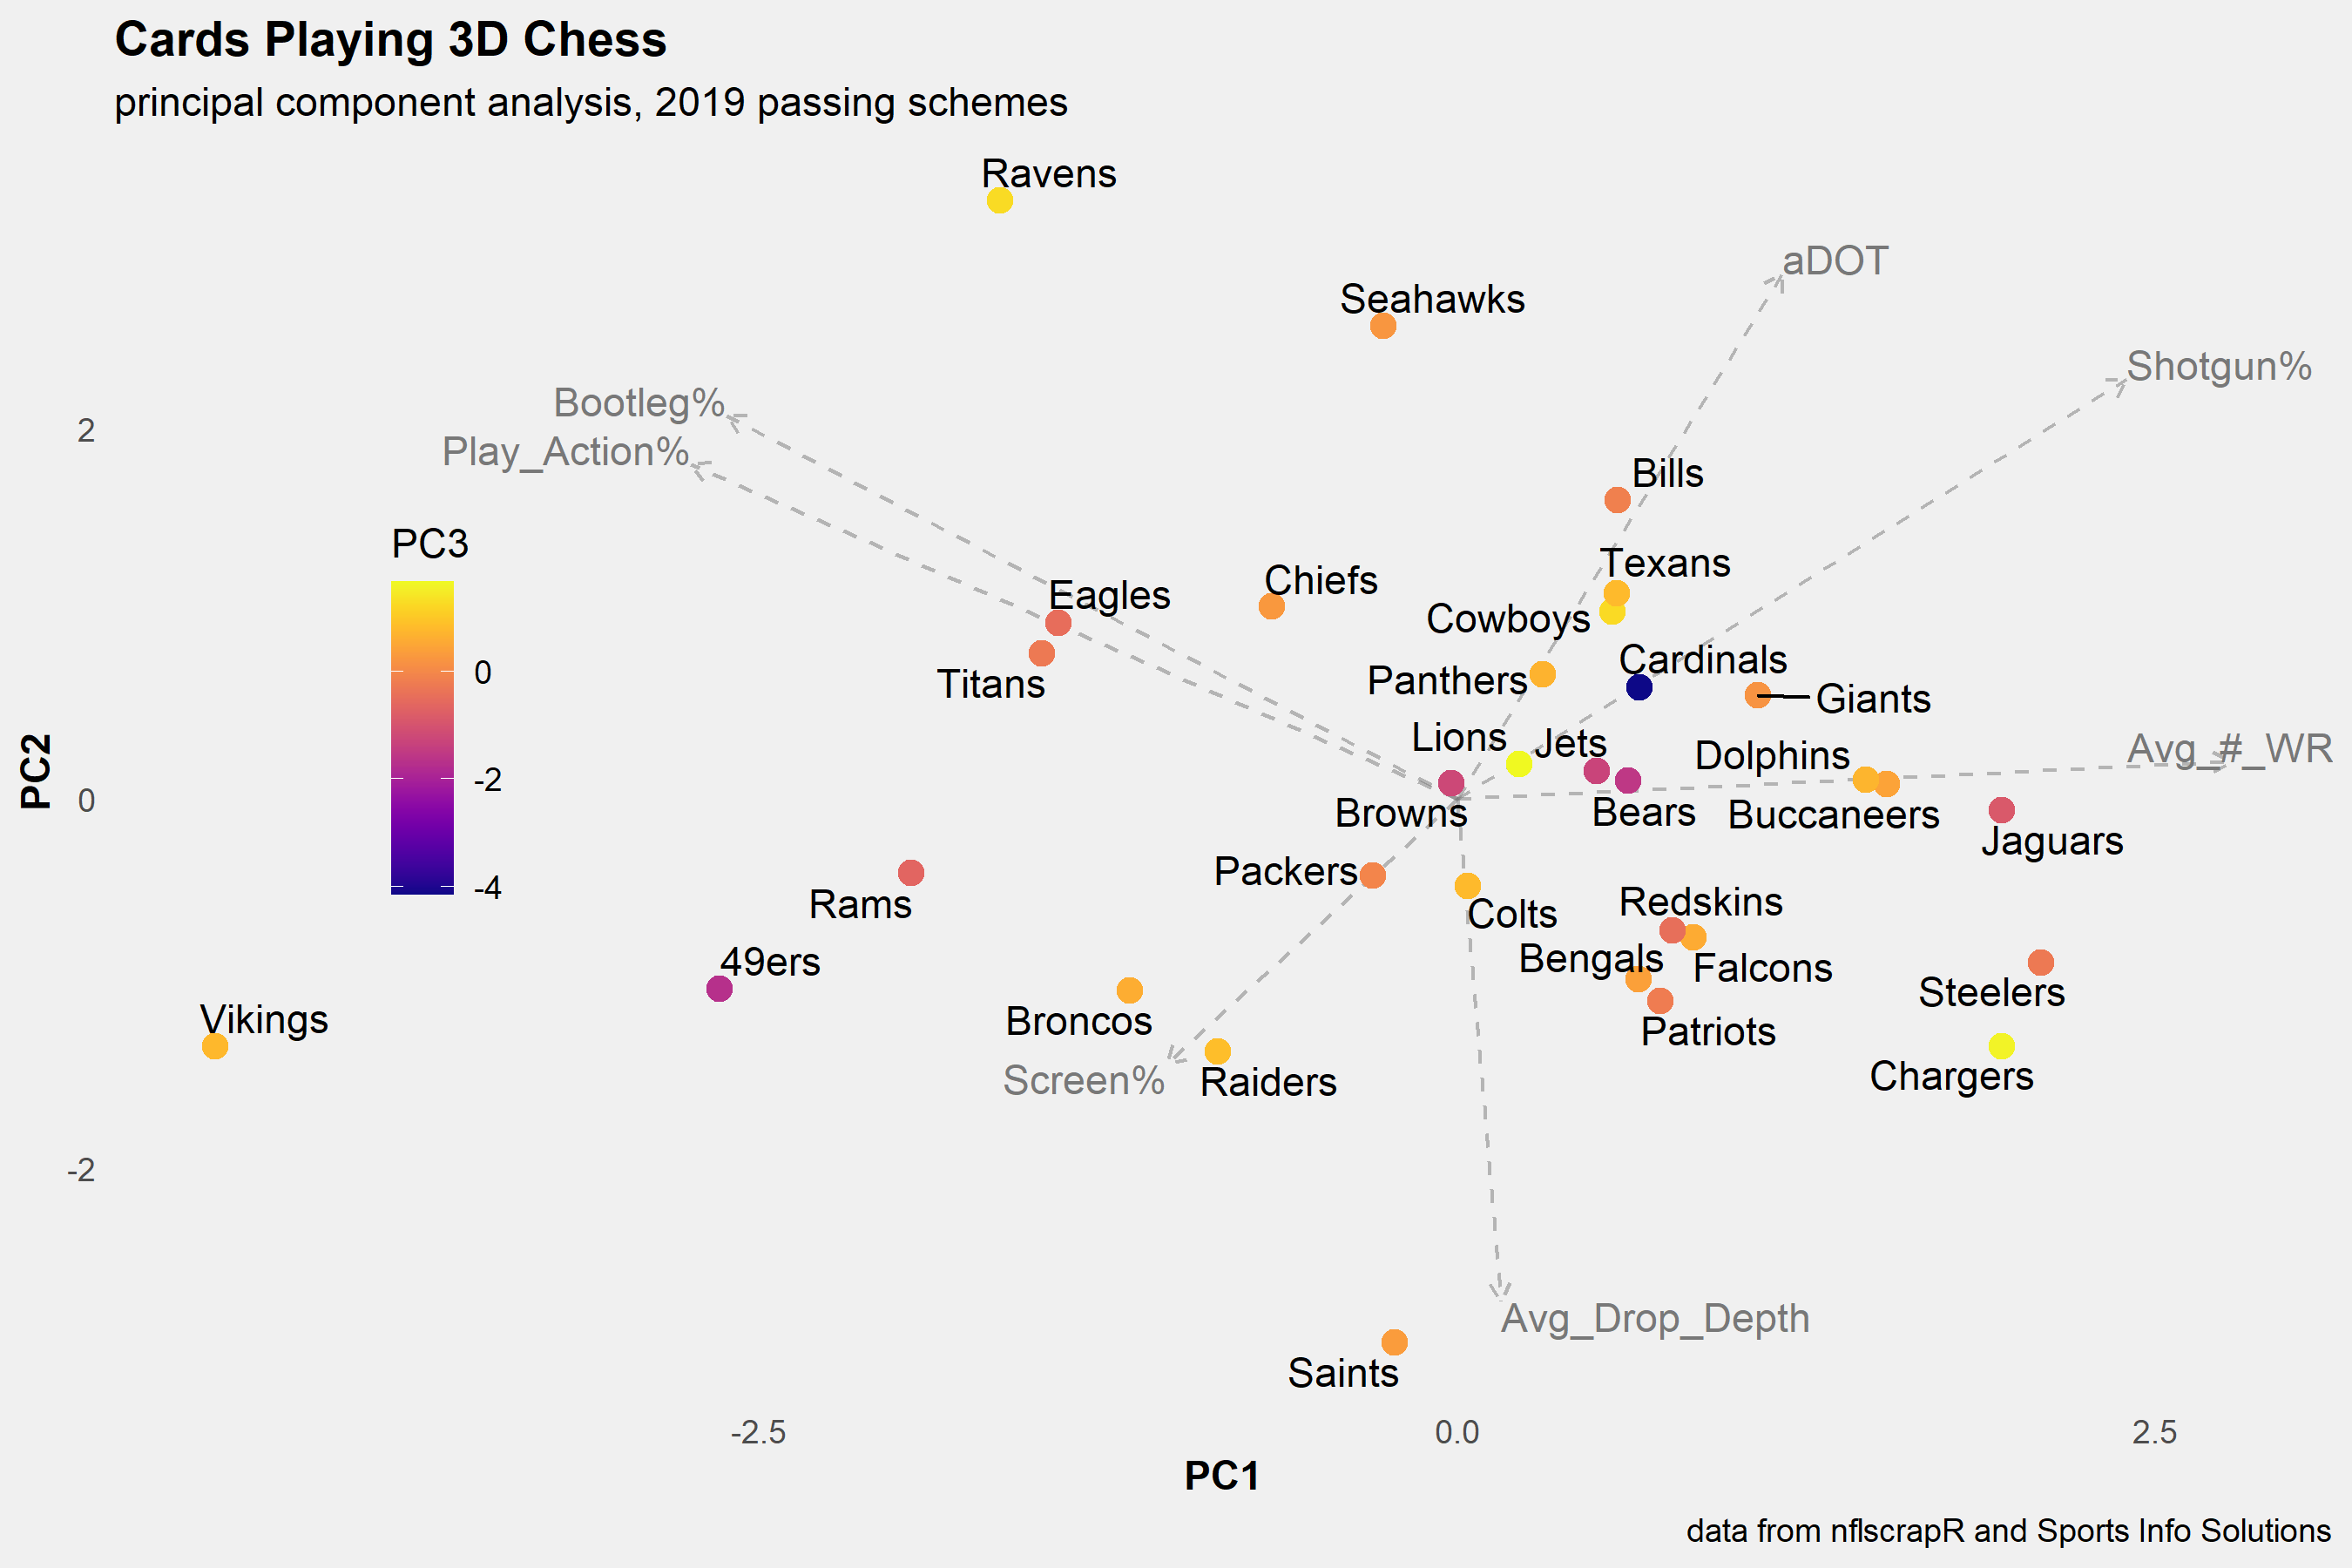 Cards Playing 3D Chess
principal component analysis, 2019 passing schemes
Ravens
aDOT
Seahawks
Shotgun%
Bootleg%
2
Play_Action%
Bills
PC3
Texans
Chiefs
Eagles
Cowboys
0
Cardinals
Panthers
Titans
Giants
Lions
Jets
Dolphins
Avg_#_WR
-2
PC2
0
Browns
Bears
Buccaneers
Jaguars
Packers
-4
Rams
Redskins
Colts
49ers
Bengals
Falcons
Steelers
Vikings
Broncos
Patriots
Screen%
Raiders
Chargers
-2
Avg_Drop_Depth
Saints
-2.5
0.0
2.5
PC1
data from nflscrapR and Sports Info Solutions